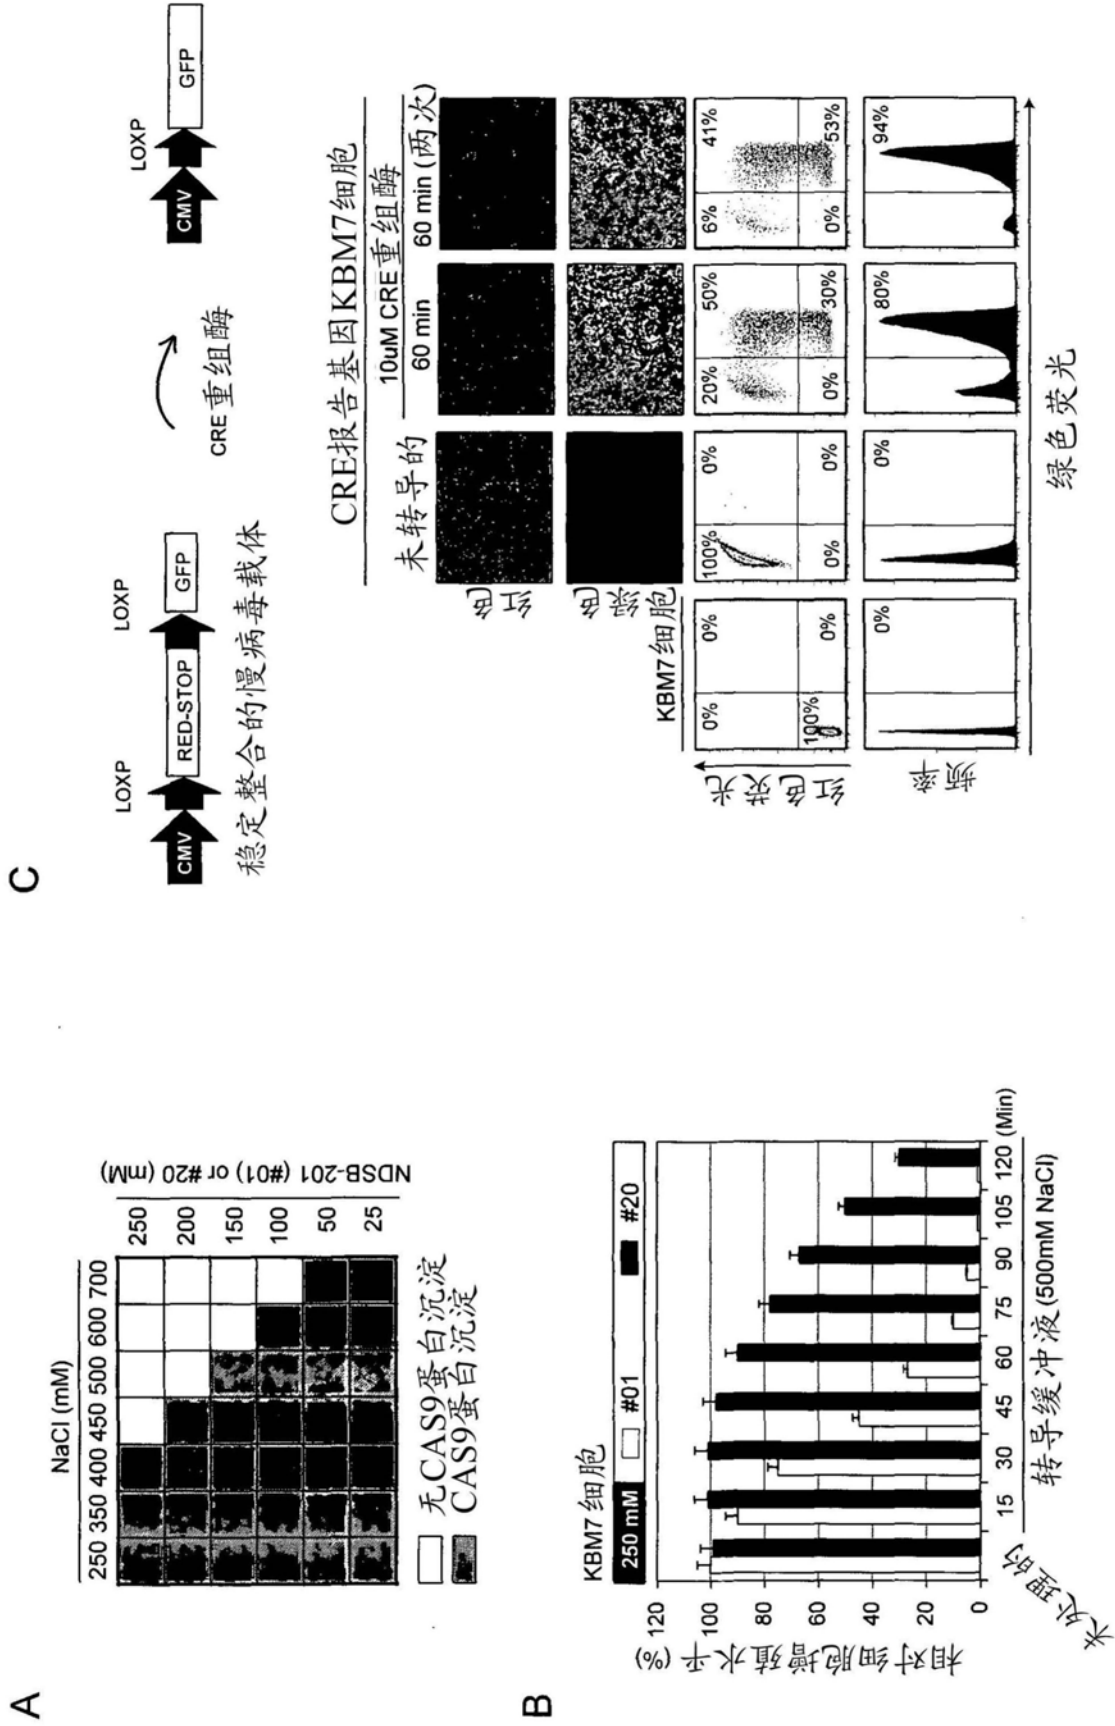 A
NaCl (mM)
250 350 400 450 500 600 700
250
200
150
100
50
25
NDSB-201 (#01) or #20 (mM)
无CAS9蛋白沉淀
CAS9蛋白沉淀
B
KBM7细胞
250 mM #01 #20
120
100
80
60
40
20
0
相对细胞增殖水平 (%)
未处理的 15 30 45 60 75 90 105 120 (Min)
转导缓冲液(500mM NaCl)
C
LOXP LOXP
CMV RED-STOP GFP
稳定整合的慢病毒载体
CRE重组酶
LOXP
CMV GFP
CRE报告基因KBM7细胞
10uM CRE重组酶
未转导的 60 min 60 min (两次)
红色
绿色
KBM7细胞
红色荧光
0% 0% 100% 0%
100% 0% 0% 0%
20% 50% 0% 30%
6% 41% 0% 53%
频率
0% 0% 80% 94%
绿色荧光